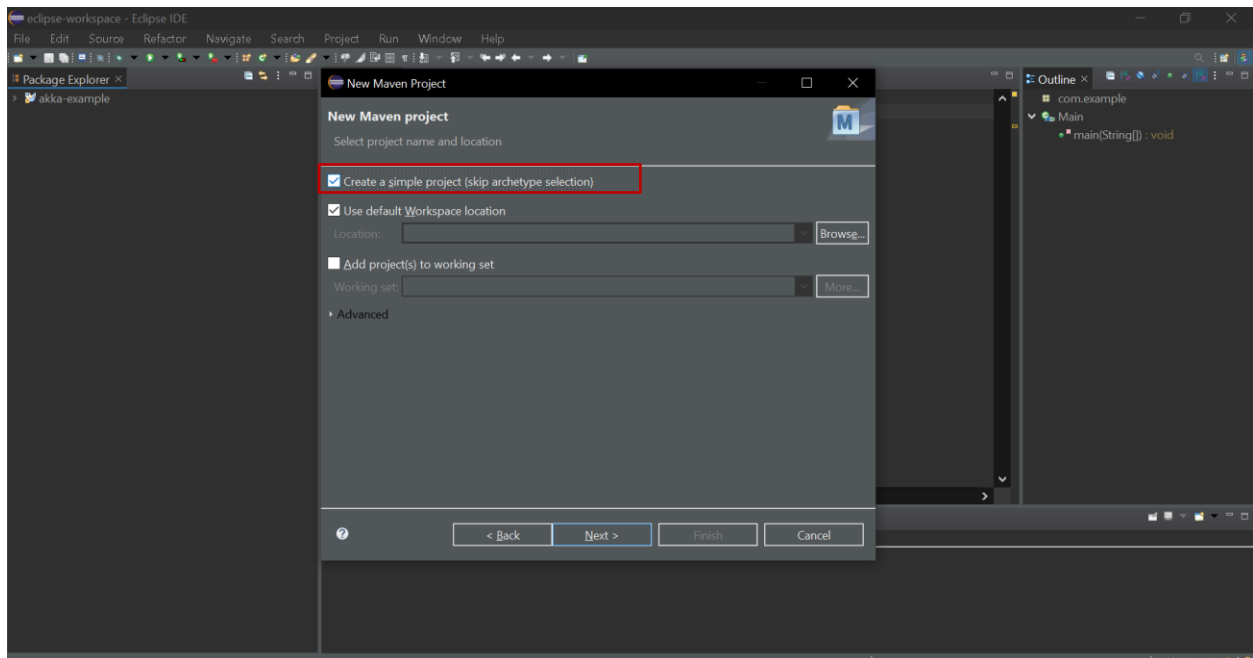 eclipse-workspace - Eclipse IDE
File Edit Source Refactor Navigate Search Project Run Window Help
Package Explorer
akka-example
New Maven Project
New Maven project
Select project name and location
M
Create a simple project (skip archetype selection)
Use default Workspace location
Location:
Browse...
Add project(s) to working set
Working set:
More...
Advanced
< Back Next > Finish Cancel
Outline
com.example
Main
main(String[]) : void